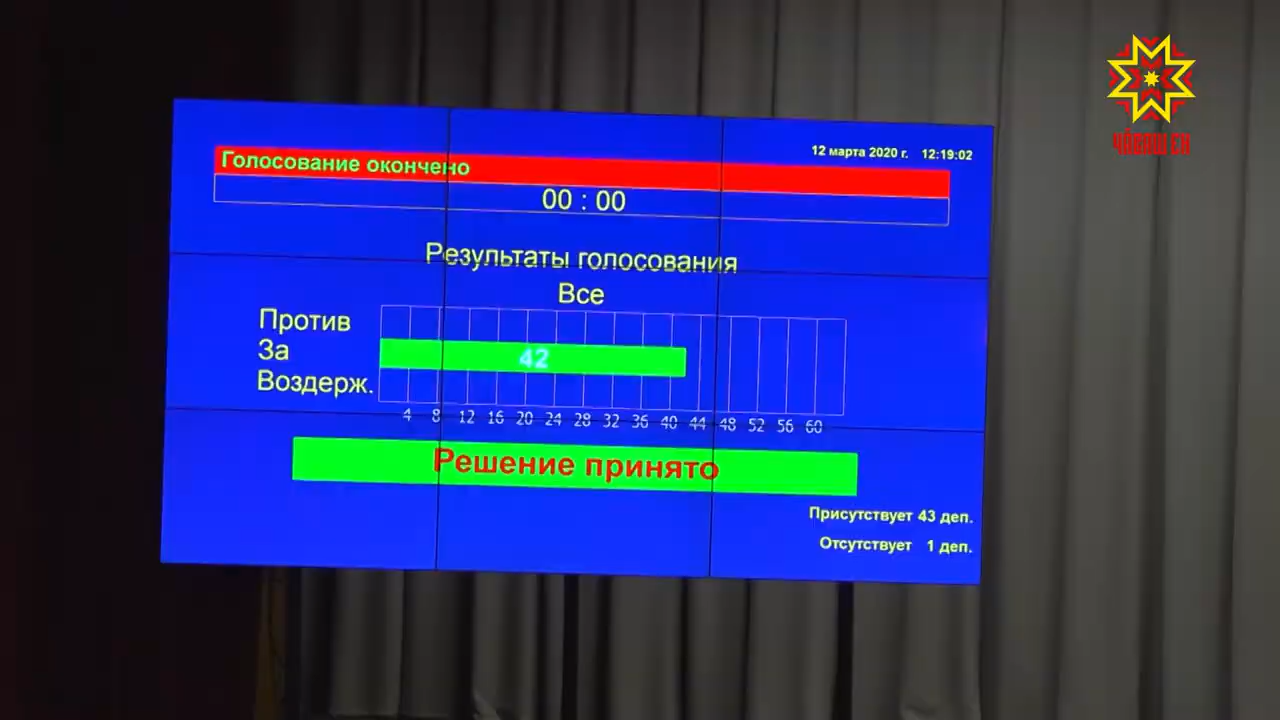 ЧӐВАШ ЕН
12 марта 2020 г. 12:19:02
Голосование окончено
00 : 00
Результаты голосования
Все
Против
За
42
Воздерж.
4 8 12 16 20 24 28 32 36 40 44 48 52 56 60
Решение принято
Присутствует 43 деп.
Отсутствует 1 деп.